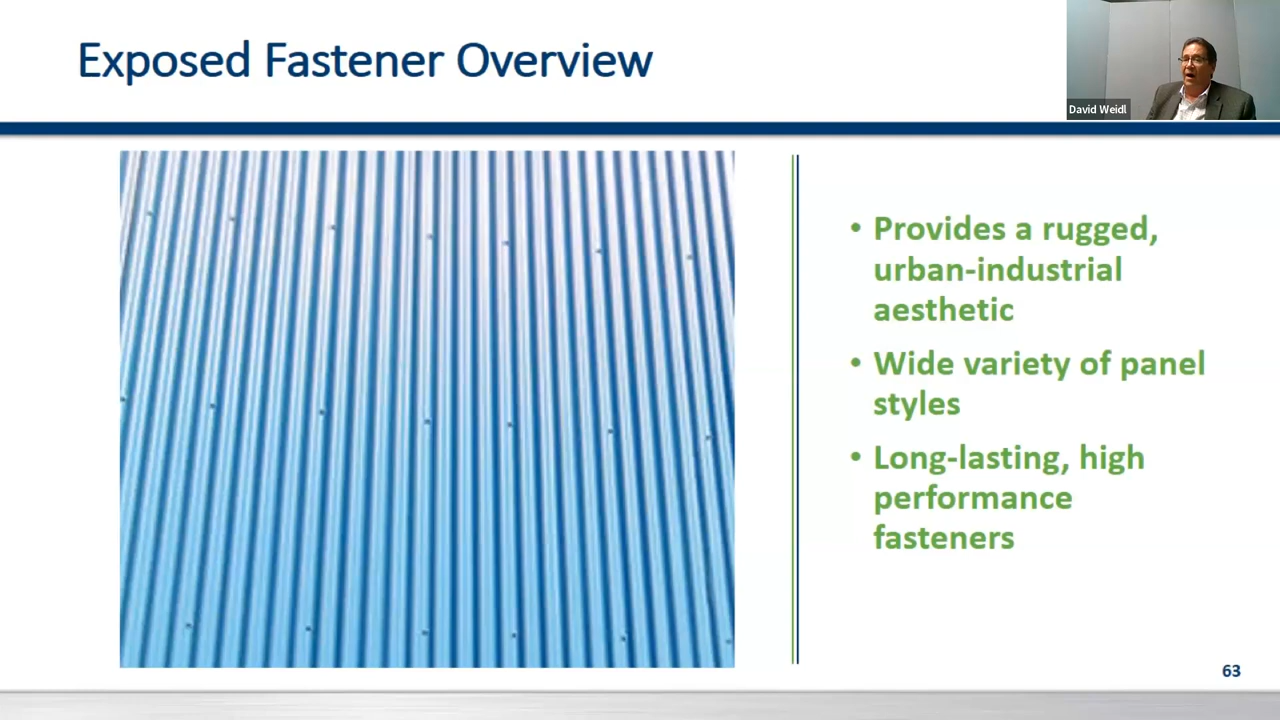 Exposed Fastener Overview
David Weidl
• Provides a rugged,
urban-industrial
aesthetic
• Wide variety of panel
styles
• Long-lasting, high
performance
fasteners
63